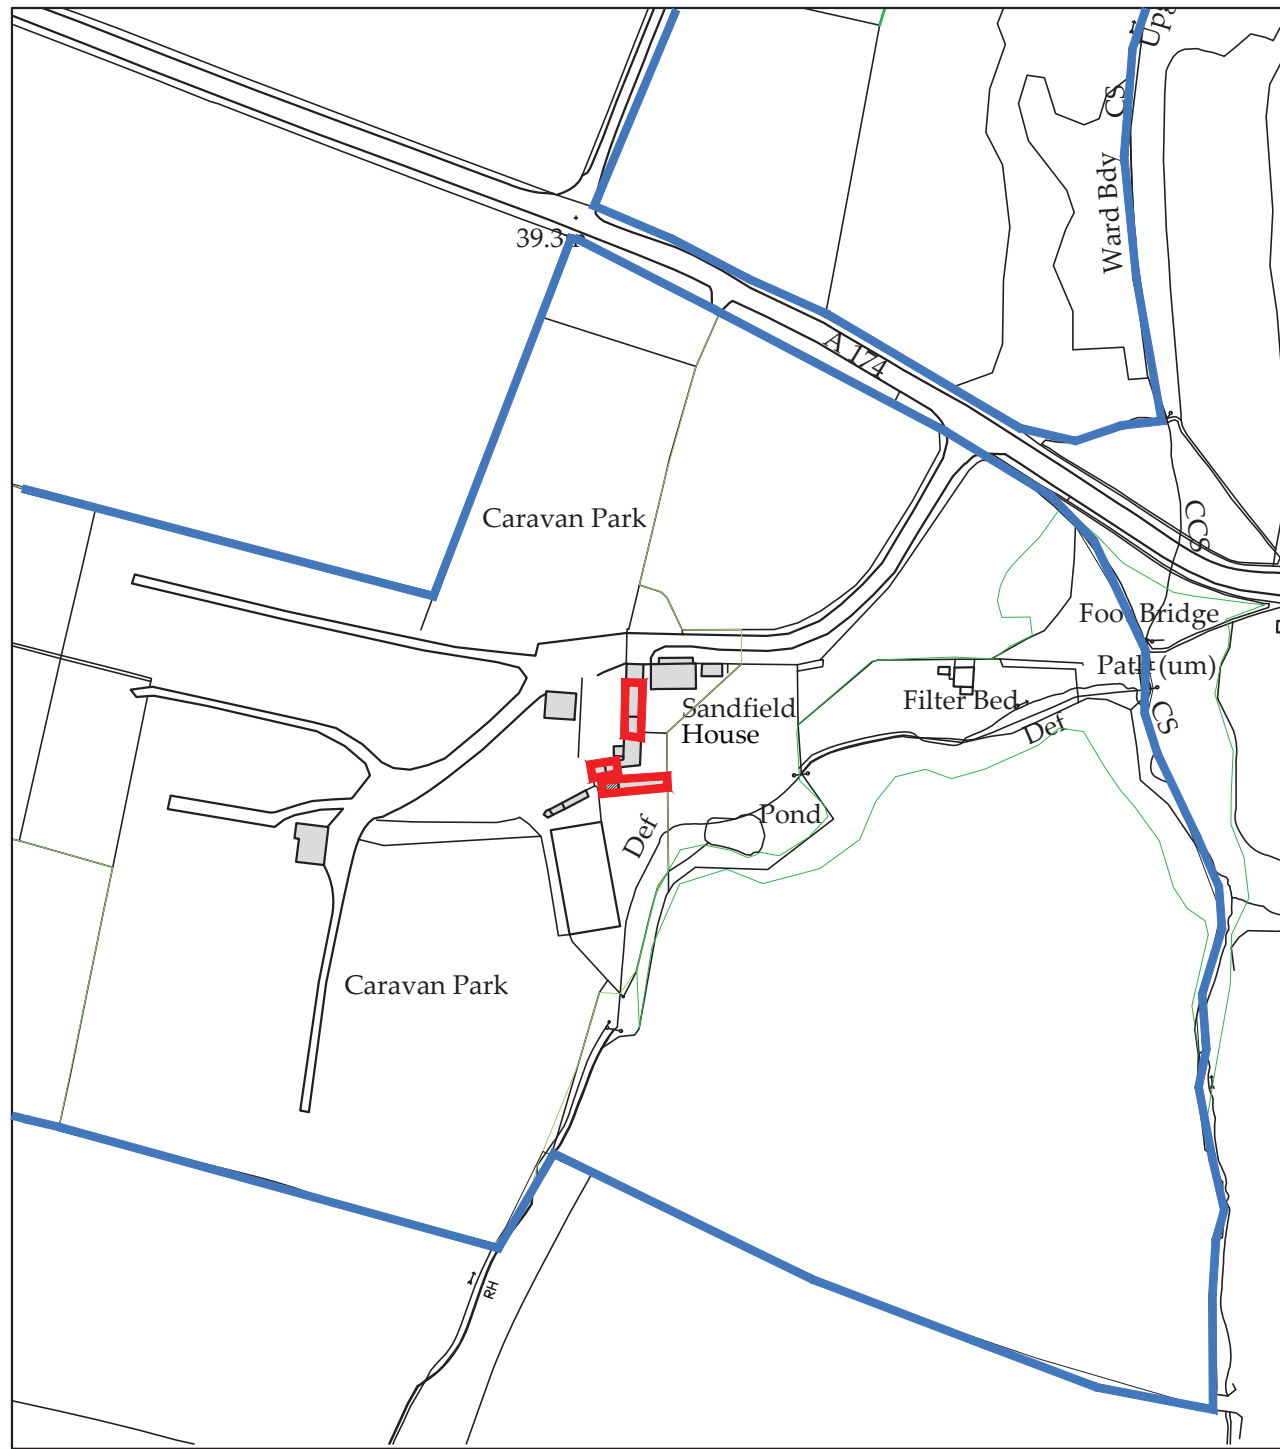 CS
Ward Bdy
39.3
A 174
Caravan Park
CCS
Foot Bridge
Path (um)
Filter Bed
CS
Def
Sandfield
House
Pond
Def
Caravan Park
RH